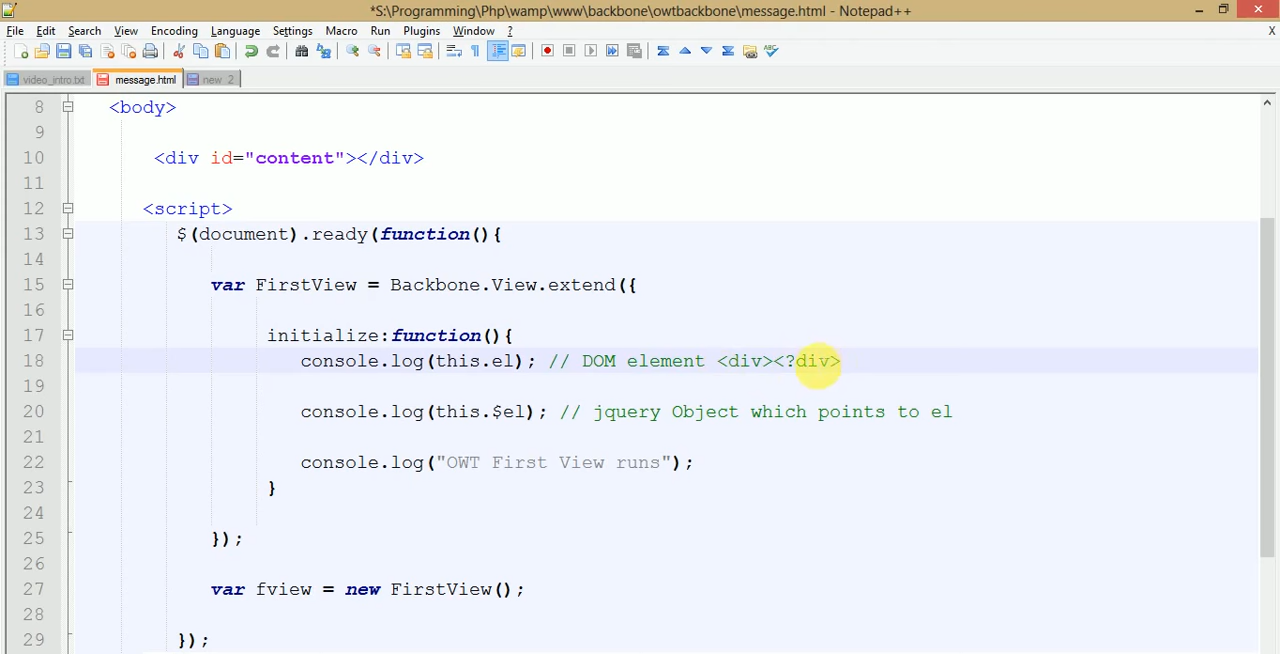 *S:\Programming\Php\wamp\www\backbone\owtbackbone\message.html - Notepad++
File Edit Search View Encoding Language Settings Macro Run Plugins Window ? X
video_intro.txt message.html new 2
8 <body>
9
10 <div id="content"></div>
11
12 <script>
13 $(document).ready(function(){
14
15 var FirstView = Backbone.View.extend({
16
17 initialize:function(){
18 console.log(this.el); // DOM element <div><?div>
19
20 console.log(this.$el); // jquery Object which points to el
21
22 console.log("OWT First View runs");
23 }
24
25 });
26
27 var fview = new FirstView();
28
29 });